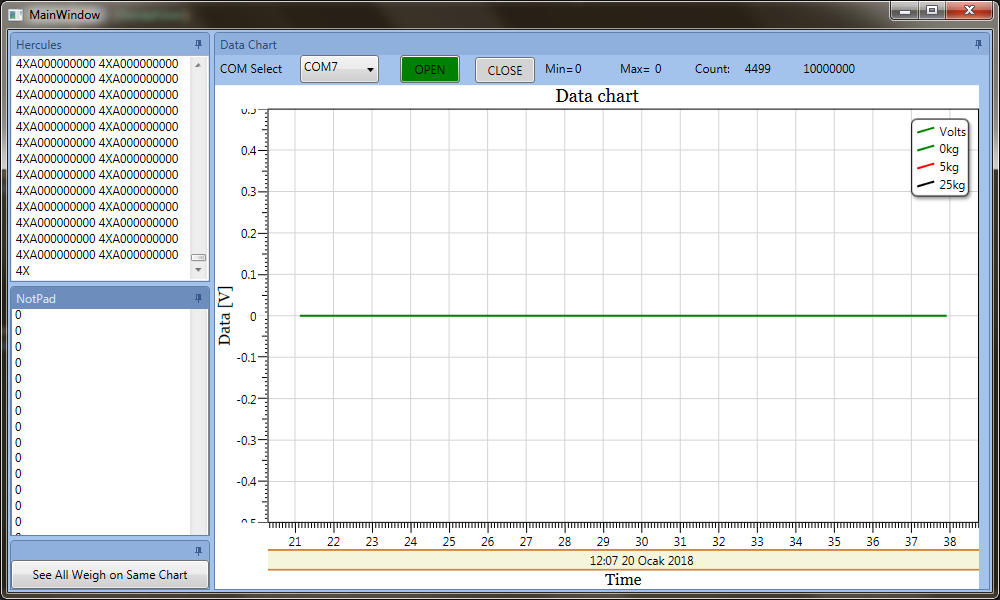 MainWindow
Hercules
4XA000000000 4XA000000000
4XA000000000 4XA000000000
4XA000000000 4XA000000000
4XA000000000 4XA000000000
4XA000000000 4XA000000000
4XA000000000 4XA000000000
4XA000000000 4XA000000000
4XA000000000 4XA000000000
4XA000000000 4XA000000000
4XA000000000 4XA000000000
4XA000000000 4XA000000000
4XA000000000 4XA000000000
4XA000000000 4XA000000000
4X
NotPad
0
0
0
0
0
0
0
0
0
0
0
0
0
0
See All Weigh on Same Chart
Data Chart
COM Select COM7 OPEN CLOSE Min= 0 Max= 0 Count: 4499 10000000
Data chart
Volts
0kg
5kg
25kg
Data [V]
0.5
0.4
0.3
0.2
0.1
0
-0.1
-0.2
-0.3
-0.4
-0.5
21 22 23 24 25 26 27 28 29 30 31 32 33 34 35 36 37 38
12:07 20 Ocak 2018
Time